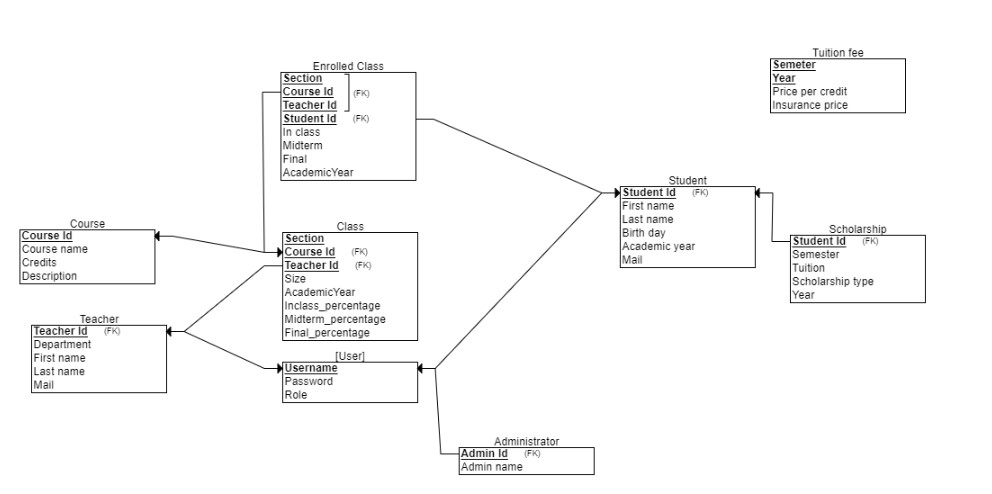 Tuition fee
Semeter
Year
Price per credit
Insurance price
Enrolled Class
Section
Course Id (FK)
Teacher Id
Student Id (FK)
In class
Midterm
Final
AcademicYear
Student
Student Id (FK)
First name
Last name
Birth day
Academic year
Mail
Scholarship
Student Id (FK)
Semester
Tuition
Scholarship type
Year
Course
Course Id
Course name
Credits
Description
Class
Section
Course Id (FK)
Teacher Id (FK)
Size
AcademicYear
Inclass_percentage
Midterm_percentage
Final_percentage
Teacher
Teacher Id (FK)
Department
First name
Last name
Mail
[User]
Username
Password
Role
Administrator
Admin Id (FK)
Admin name